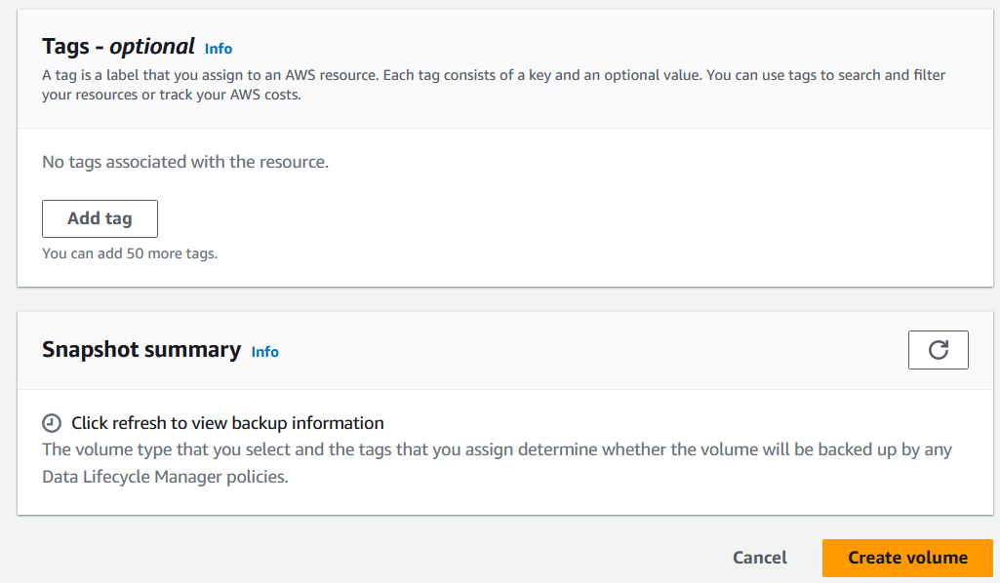 Tags - optional Info
A tag is a label that you assign to an AWS resource. Each tag consists of a key and an optional value. You can use tags to search and filter
your resources or track your AWS costs.
No tags associated with the resource.
Add tag
You can add 50 more tags.
Snapshot summary Info
Click refresh to view backup information
The volume type that you select and the tags that you assign determine whether the volume will be backed up by any
Data Lifecycle Manager policies.
Cancel Create volume